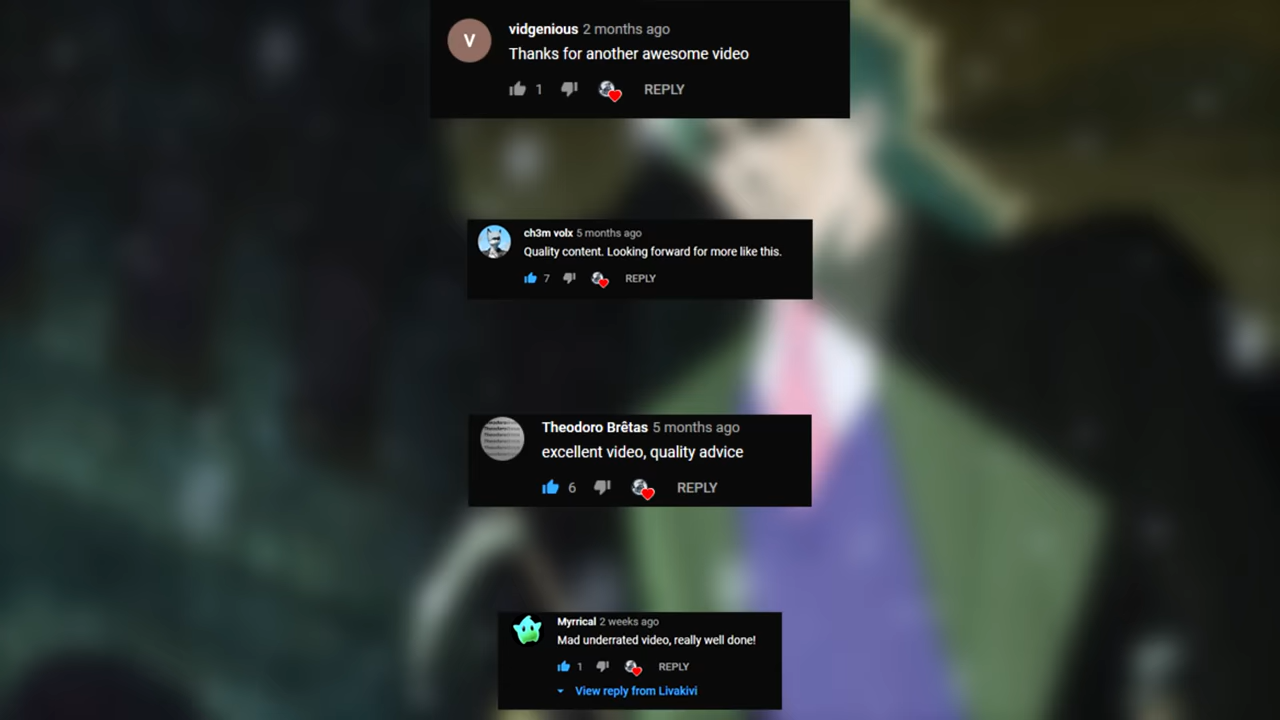 V
vidgenious 2 months ago
Thanks for another awesome video
1 REPLY
ch3m volx 5 months ago
Quality content. Looking forward for more like this.
7 REPLY
Theodoro Brêtas 5 months ago
excellent video, quality advice
6 REPLY
Myrrical 2 weeks ago
Mad underrated video, really well done!
1 REPLY
View reply from Livakivi